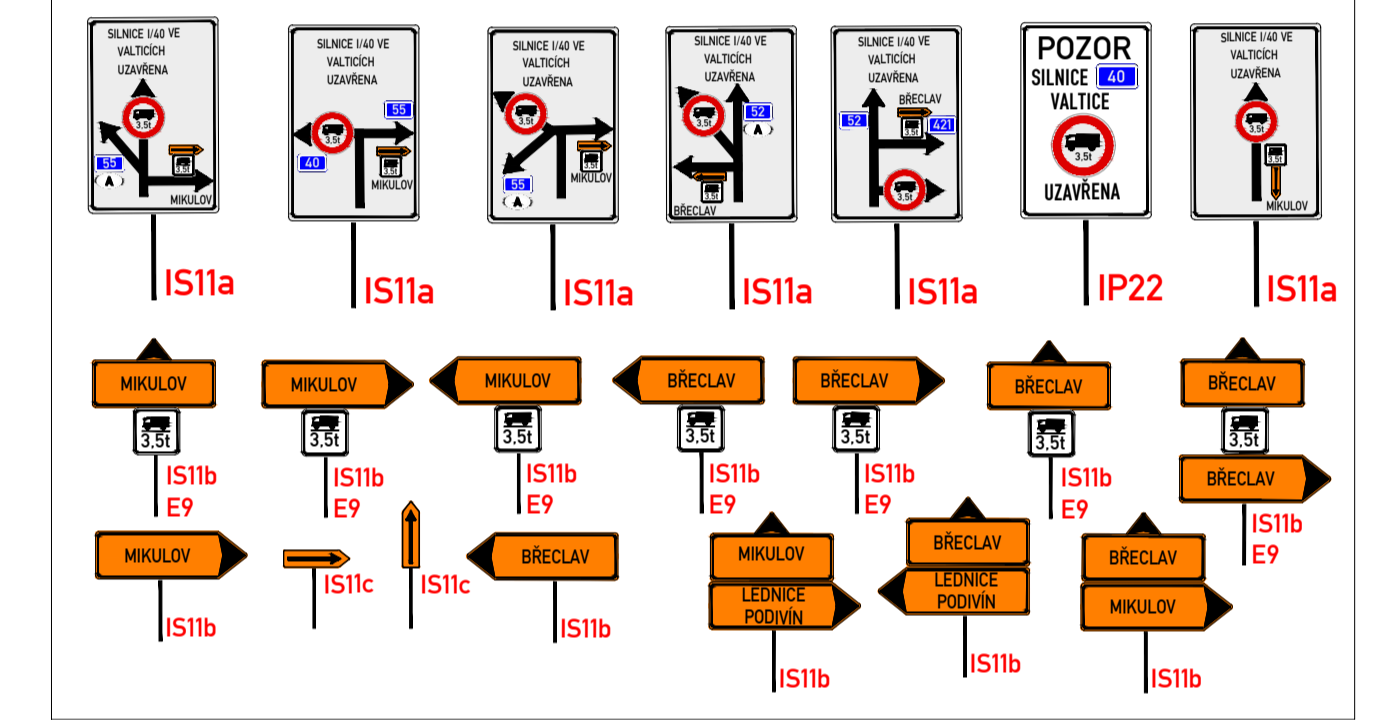 SILNICE I/40 VE
VALTICÍCH
UZAVŘENA
3,5t
55
A
3,5t
MIKULOV
IS11a
SILNICE I/40 VE
VALTICÍCH
UZAVŘENA
55
3,5t
40
3,5t
MIKULOV
IS11a
SILNICE I/40 VE
VALTICÍCH
UZAVŘENA
3,5t
3,5t
MIKULOV
55
A
IS11a
SILNICE I/40 VE
VALTICÍCH
UZAVŘENA
52
A
3,5t
3,5t
BŘECLAV
IS11a
SILNICE I/40 VE
VALTICÍCH
UZAVŘENA
BŘECLAV
52
3,5t
421
3,5t
IS11a
POZOR
SILNICE 40
VALTICE
3,5t
UZAVŘENA
IP22
SILNICE I/40 VE
VALTICÍCH
UZAVŘENA
3,5t
3,5t
MIKULOV
IS11a
MIKULOV
3,5t
IS11b
E9
MIKULOV
3,5t
IS11b
E9
MIKULOV
3,5t
IS11b
E9
BŘECLAV
3,5t
IS11b
E9
BŘECLAV
3,5t
IS11b
E9
BŘECLAV
3,5t
IS11b
E9
BŘECLAV
3,5t
BŘECLAV
IS11b
E9
MIKULOV
IS11b
IS11c
IS11c
BŘECLAV
IS11b
MIKULOV
LEDNICE
PODIVÍN
IS11b
BŘECLAV
LEDNICE
PODIVÍN
IS11b
BŘECLAV
MIKULOV
IS11b